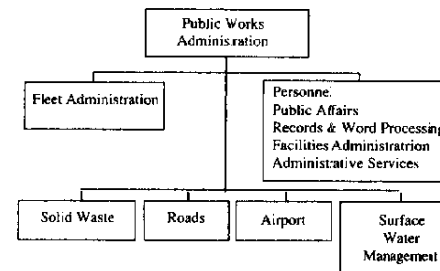 Public Works
Administration
Fleet Administration
Personnel
Public Affairs
Records & Word Processing
Facilities Administratrion
Administrative Services
Solid Waste
Roads
Airport
Surface
Water
Management